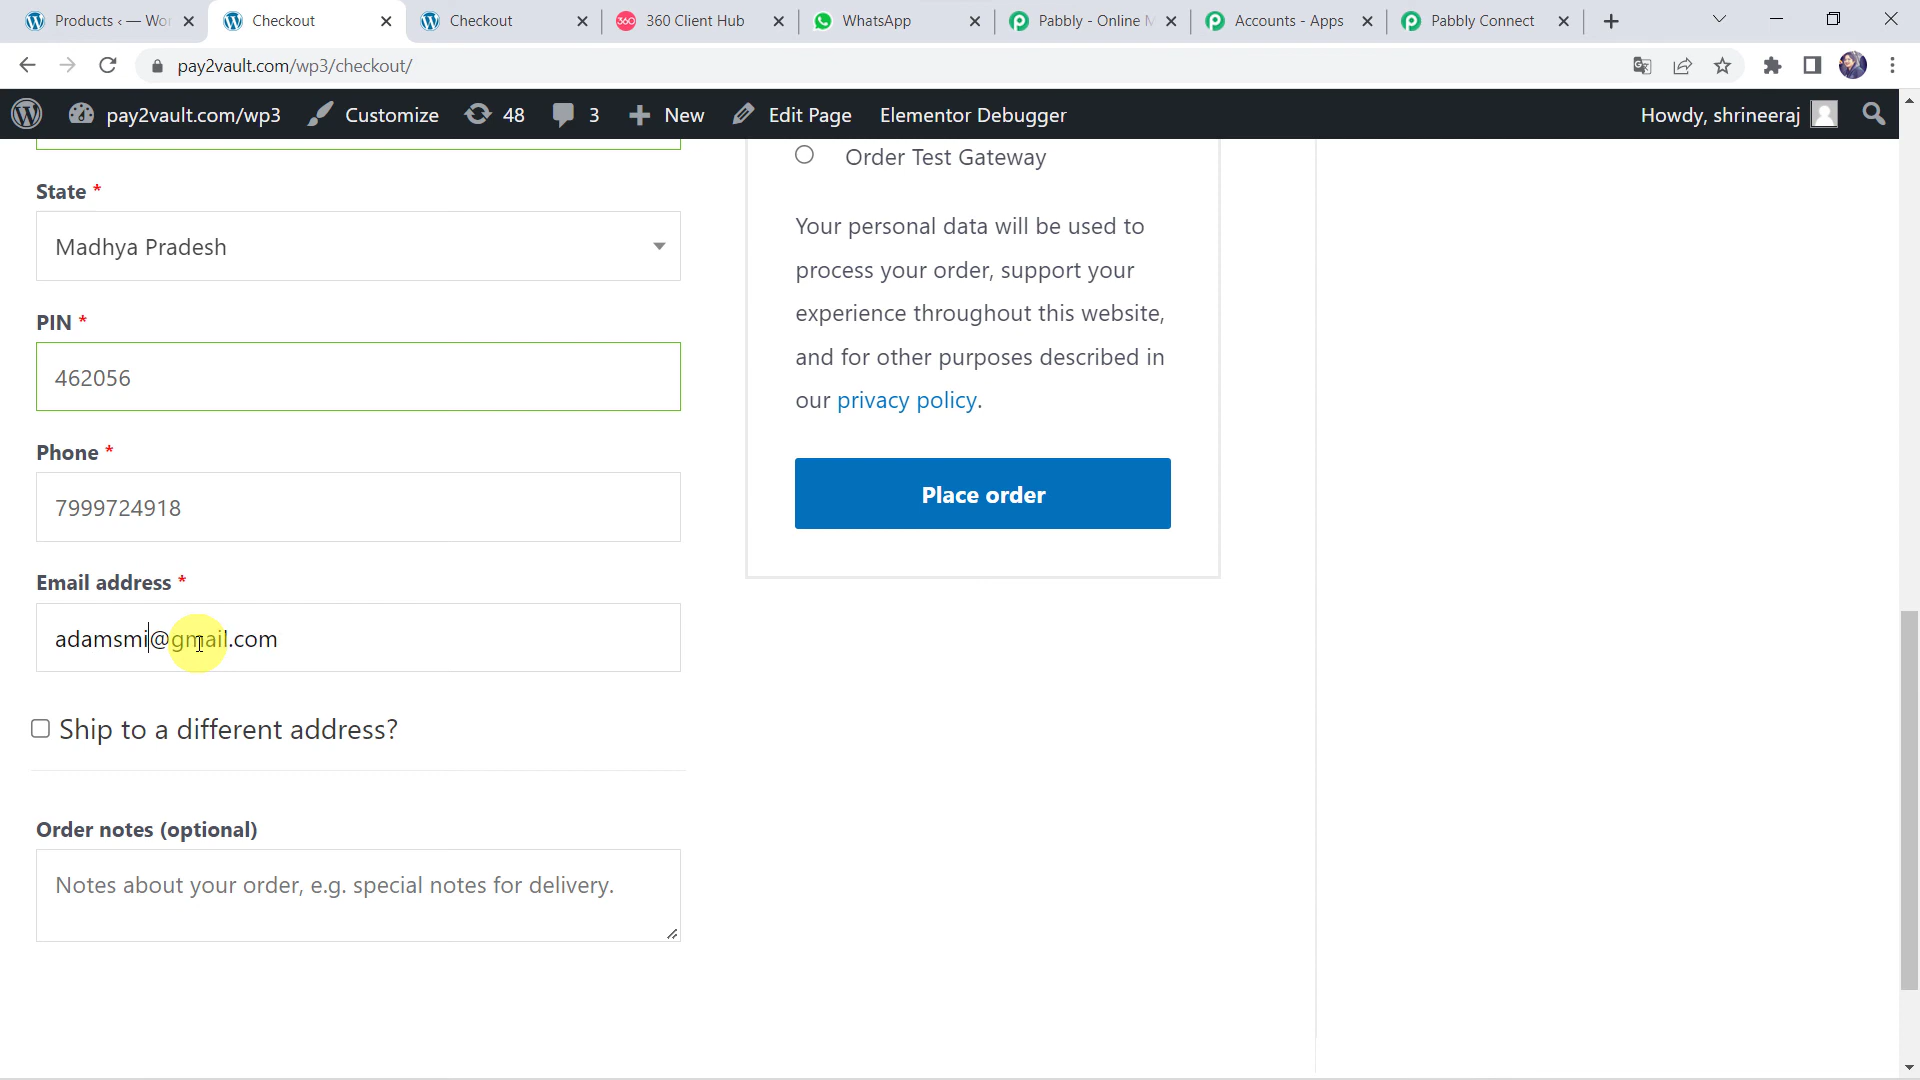 Products ‹ — Wor
Checkout
Checkout
360 Client Hub
WhatsApp
Pabbly - Online M
Accounts - Apps
Pabbly Connect
pay2vault.com/wp3/checkout/
pay2vault.com/wp3
Customize
48
3
New
Edit Page
Elementor Debugger
Howdy, shrineeraj
State *
Madhya Pradesh
PIN *
462056
Phone *
7999724918
Email address *
adamsmi@gmail.com
Ship to a different address?
Order notes (optional)
Notes about your order, e.g. special notes for delivery.
Order Test Gateway
Your personal data will be used to
process your order, support your
experience throughout this website,
and for other purposes described in
our privacy policy.
Place order